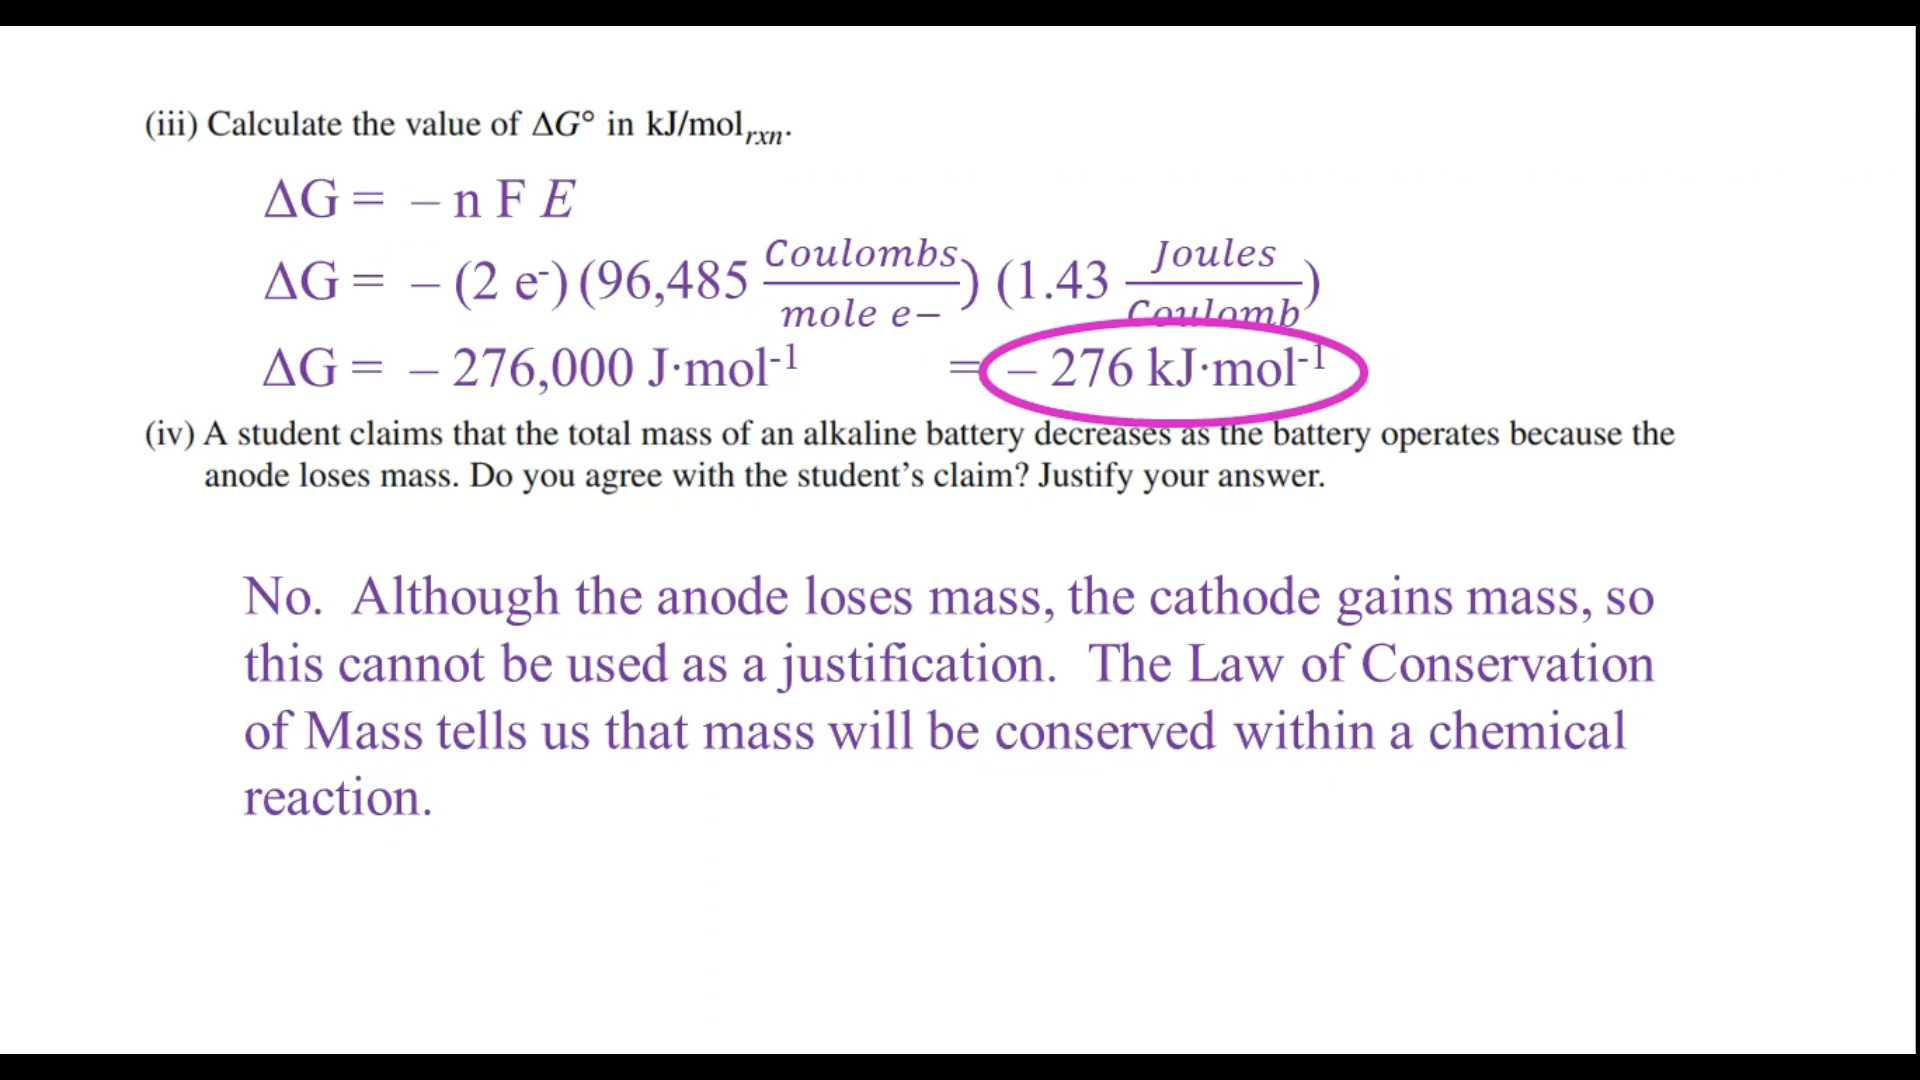 (iii) Calculate the value of ΔG° in kJ/mol_rxn.
ΔG = – n F E
ΔG = – (2 e⁻) (96,485 Coulombs/mole e−) (1.43 Joules/Coulomb)
ΔG = – 276,000 J·mol⁻¹ = – 276 kJ·mol⁻¹
(iv) A student claims that the total mass of an alkaline battery decreases as the battery operates because the
anode loses mass. Do you agree with the student’s claim? Justify your answer.
No. Although the anode loses mass, the cathode gains mass, so
this cannot be used as a justification. The Law of Conservation
of Mass tells us that mass will be conserved within a chemical
reaction.